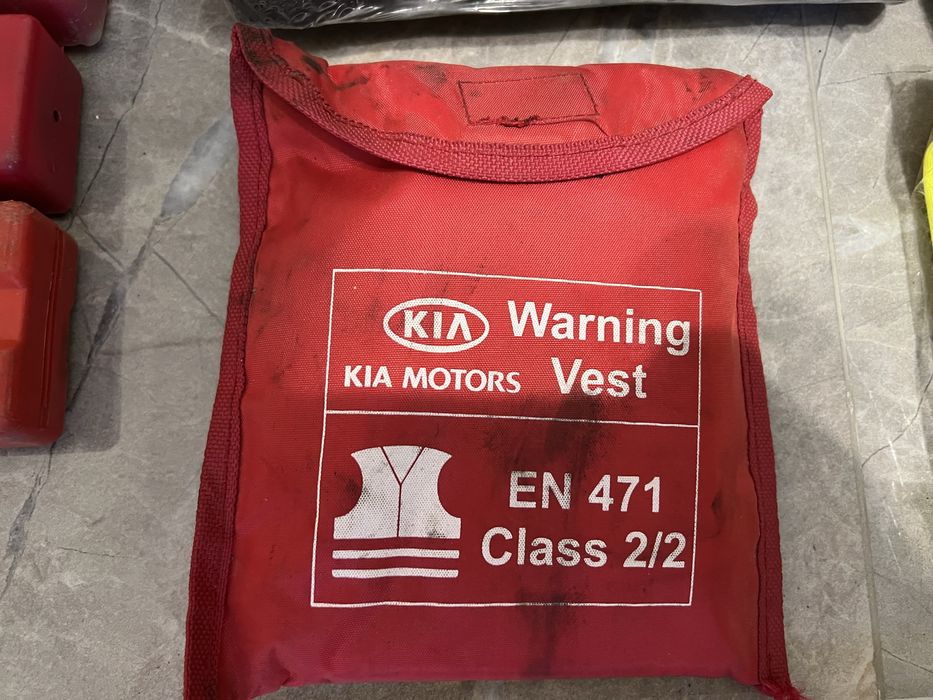 KIA Warning
KIA MOTORS Vest
EN 471
Class 2/2